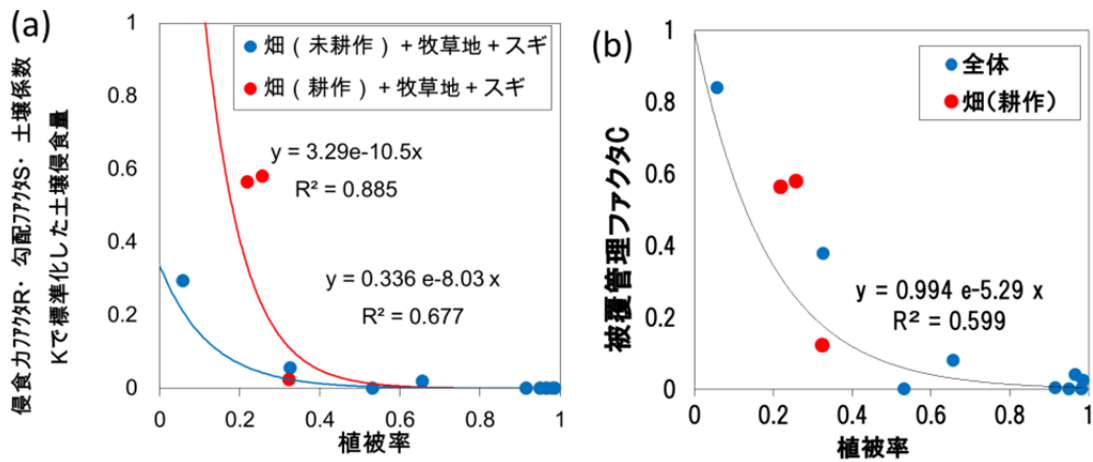 (a)
侵食力ファクタR・勾配ファクタS・土壌係数
Kで標準化した土壌侵食量
1
0.8
0.6
0.4
0.2
0
畑（未耕作）+牧草地+スギ
畑（耕作）+牧草地+スギ
y = 3.29e-10.5x
R² = 0.885
y = 0.336 e-8.03 x
R² = 0.677
0 0.2 0.4 0.6 0.8 1
植被率
(b)
被覆管理ファクタC
1
0.8
0.6
0.4
0.2
0
全体
畑(耕作)
y = 0.994 e-5.29 x
R² = 0.599
0 0.2 0.4 0.6 0.8 1
植被率